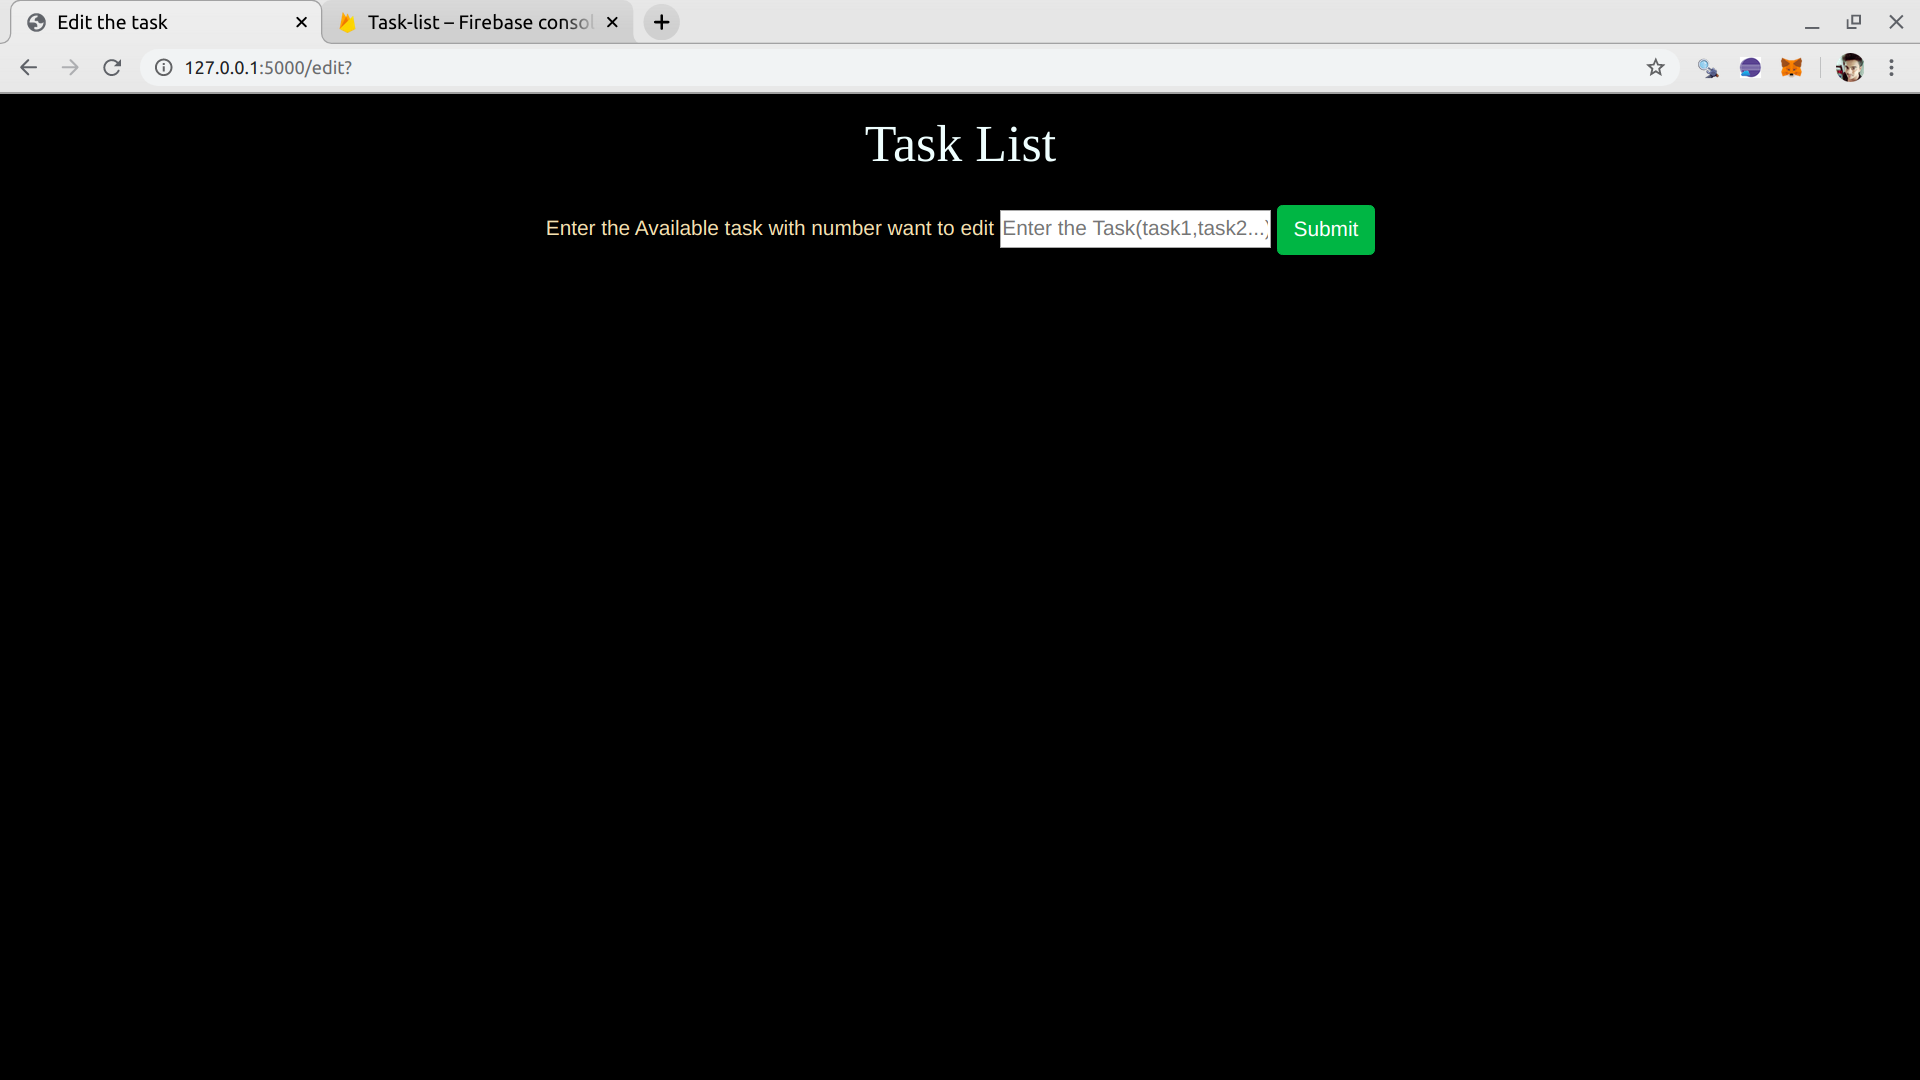 Edit the task
Task-list – Firebase consol
127.0.0.1:5000/edit?
Task List
Enter the Available task with number want to edit Enter the Task(task1,task2...) Submit